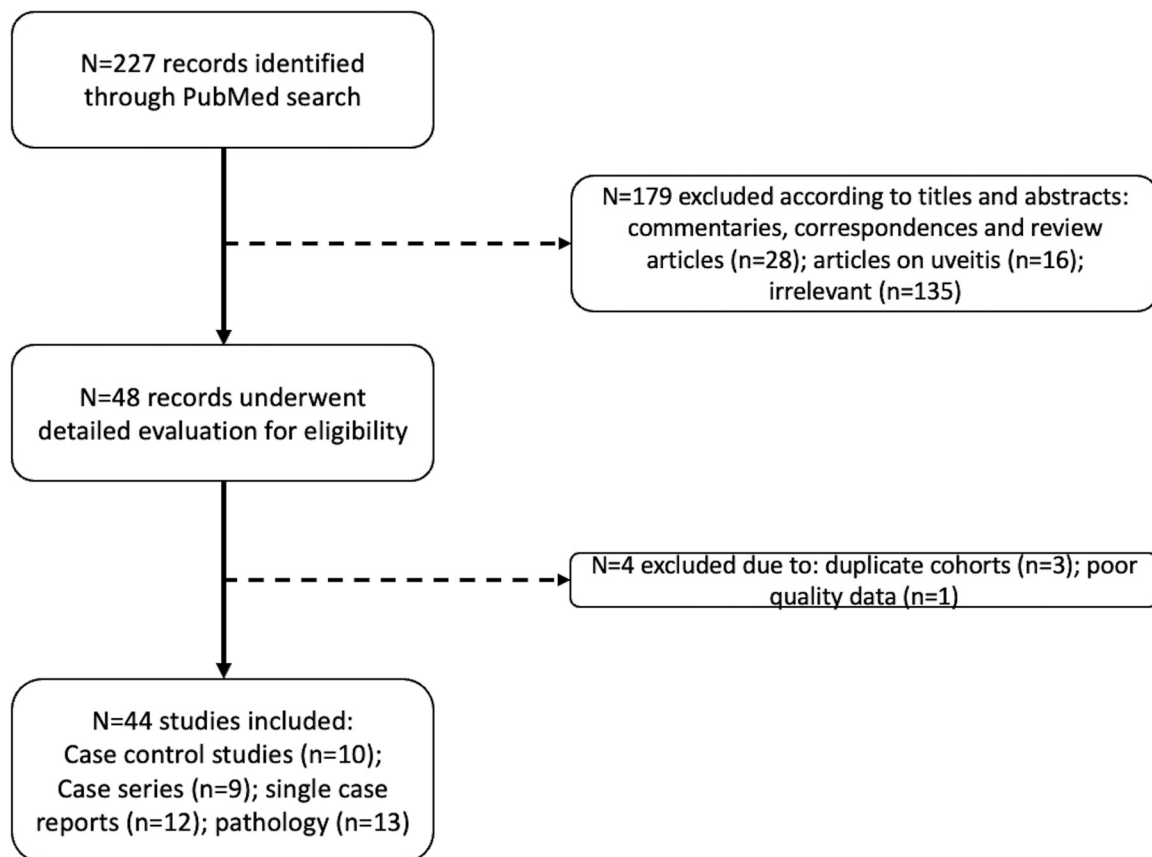 N=227 records identified
through PubMed search
N=179 excluded according to titles and abstracts:
commentaries, correspondences and review
articles (n=28); articles on uveitis (n=16);
irrelevant (n=135)
N=48 records underwent
detailed evaluation for eligibility
N=4 excluded due to: duplicate cohorts (n=3); poor
quality data (n=1)
N=44 studies included:
Case control studies (n=10);
Case series (n=9); single case
reports (n=12); pathology (n=13)